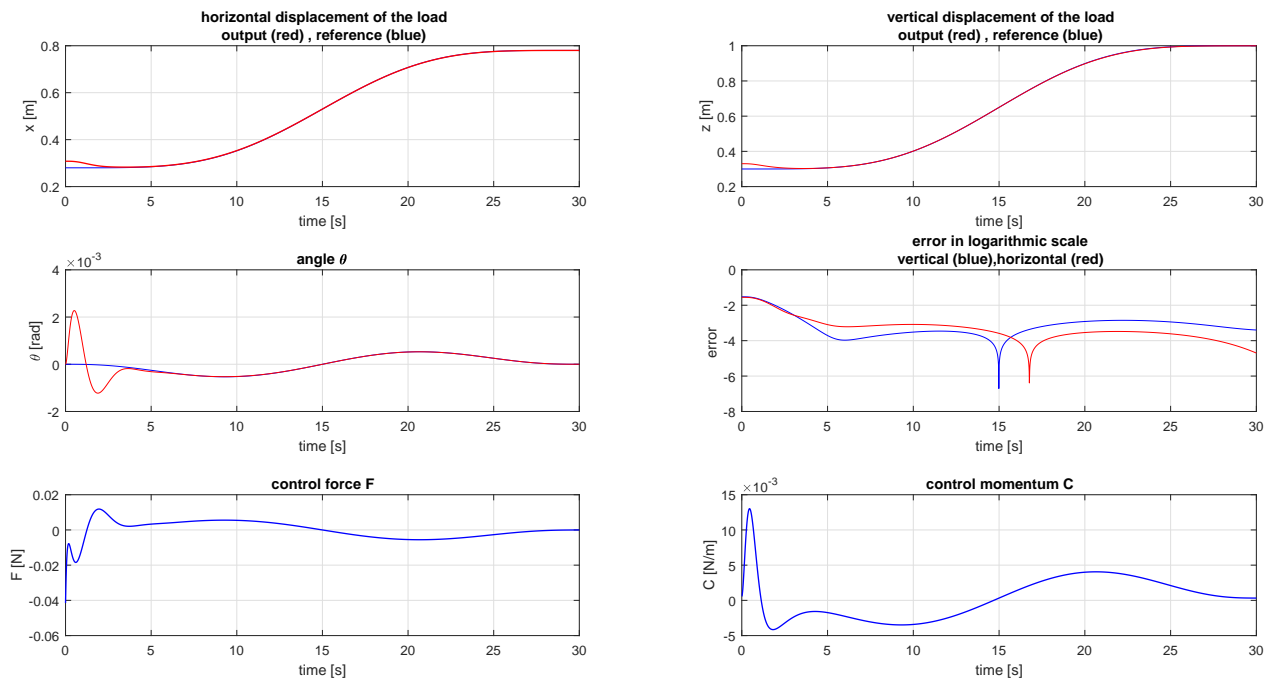 horizontal displacement of the load
output (red) , reference (blue)
0.8
0.6
0.4
0.2
x [m]
0 5 10 15 20 25 30
time [s]
vertical displacement of the load
output (red) , reference (blue)
1
0.8
0.6
0.4
0.2
z [m]
0 5 10 15 20 25 30
time [s]
×10⁻³
angle θ
4
2
0
-2
θ [rad]
0 5 10 15 20 25 30
time [s]
error in logarithmic scale
vertical (blue),horizontal (red)
0
-2
-4
-6
-8
error
0 5 10 15 20 25 30
time [s]
control force F
0.02
0
-0.02
-0.04
-0.06
F [N]
0 5 10 15 20 25 30
time [s]
×10⁻³
control momentum C
15
10
5
0
-5
C [N/m]
0 5 10 15 20 25 30
time [s]